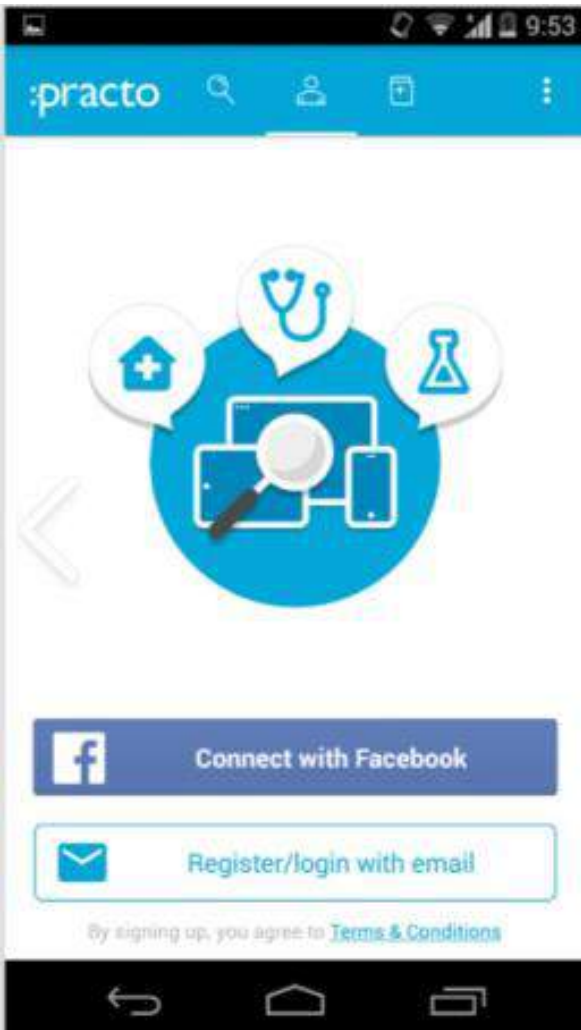 9:53
:practo
Connect with Facebook
Register/login with email
By signing up, you agree to Terms & Conditions